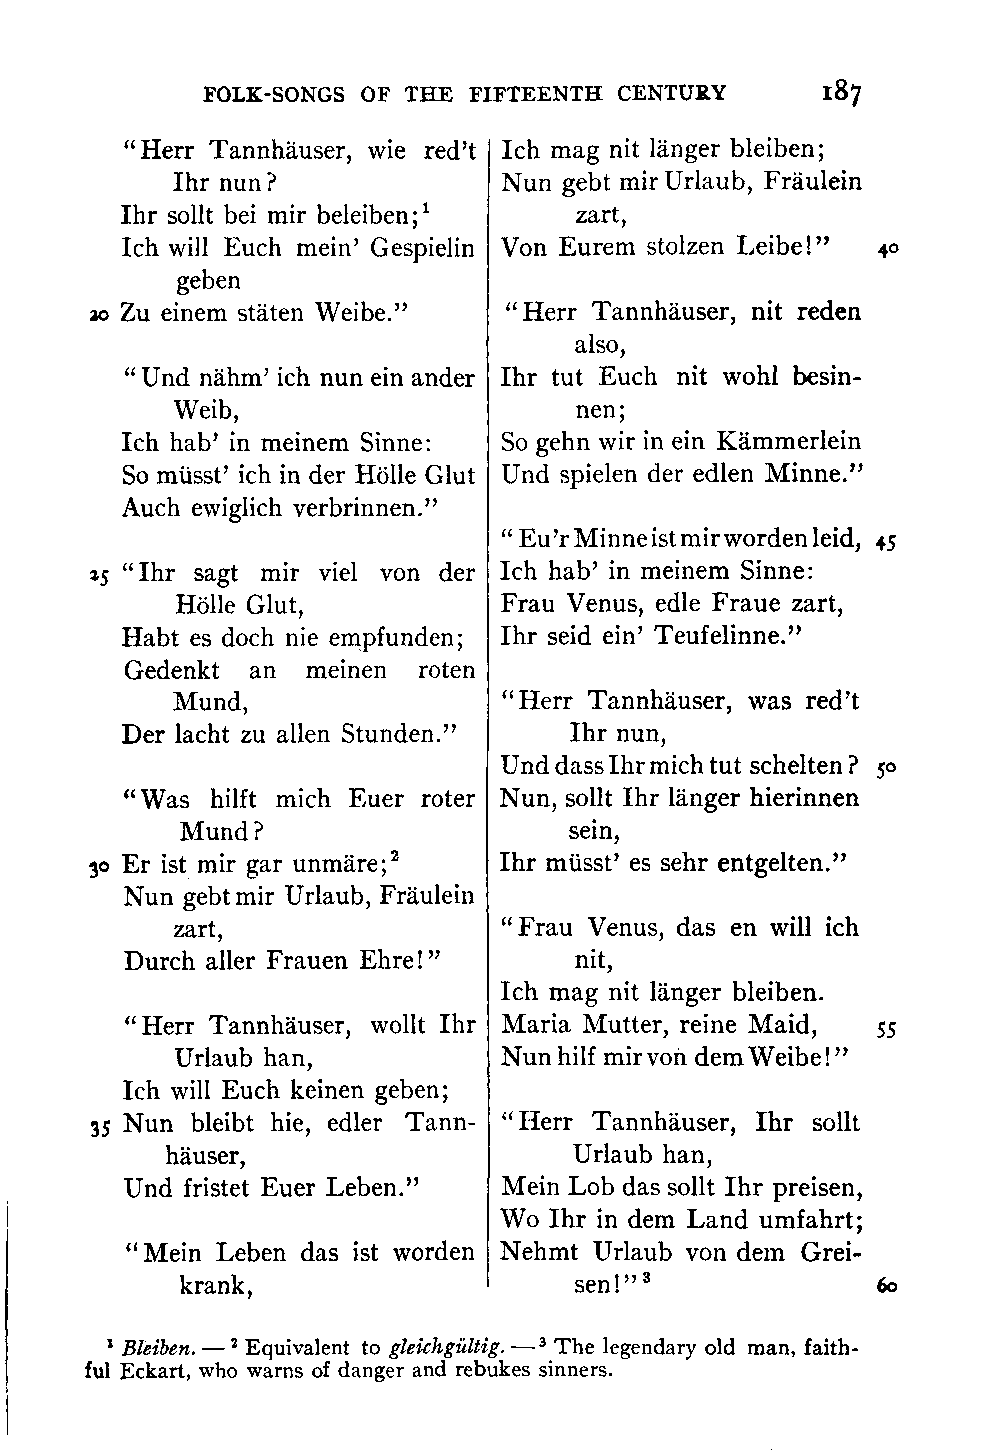 FOLK-SONGS OF THE FIFTEENTH CENTURY 187
“Herr Tannhäuser, wie red’t
Ihr nun?
Ihr sollt bei mir beleiben;¹
Ich will Euch mein’ Gespielin
geben
20 Zu einem stäten Weibe.”
“Und nähm’ ich nun ein ander
Weib,
Ich hab’ in meinem Sinne:
So müsst’ ich in der Hölle Glut
Auch ewiglich verbrinnen.”
25 “Ihr sagt mir viel von der
Hölle Glut,
Habt es doch nie empfunden;
Gedenkt an meinen roten
Mund,
Der lacht zu allen Stunden.”
“Was hilft mich Euer roter
Mund?
30 Er ist mir gar unmäre;²
Nun gebt mir Urlaub, Fräulein
zart,
Durch aller Frauen Ehre!”
“Herr Tannhäuser, wollt Ihr
Urlaub han,
Ich will Euch keinen geben;
35 Nun bleibt hie, edler Tann-
häuser,
Und fristet Euer Leben.”
“Mein Leben das ist worden
krank,
Ich mag nit länger bleiben;
Nun gebt mir Urlaub, Fräulein
zart,
Von Eurem stolzen Leibe!” 40
“Herr Tannhäuser, nit reden
also,
Ihr tut Euch nit wohl besin-
nen;
So gehn wir in ein Kämmerlein
Und spielen der edlen Minne.”
“Eu’r Minne ist mir worden leid, 45
Ich hab’ in meinem Sinne:
Frau Venus, edle Fraue zart,
Ihr seid ein’ Teufelinne.”
“Herr Tannhäuser, was red’t
Ihr nun,
Und dass Ihr mich tut schelten? 50
Nun, sollt Ihr länger hierinnen
sein,
Ihr müsst’ es sehr entgelten.”
“Frau Venus, das en will ich
nit,
Ich mag nit länger bleiben.
Maria Mutter, reine Maid, 55
Nun hilf mir von dem Weibe!”
“Herr Tannhäuser, Ihr sollt
Urlaub han,
Mein Lob das sollt Ihr preisen,
Wo Ihr in dem Land umfahrt;
Nehmt Urlaub von dem Grei-
sen!”³ 60
¹ Bleiben. — ² Equivalent to gleichgültig. — ³ The legendary old man, faith-
ful Eckart, who warns of danger and rebukes sinners.